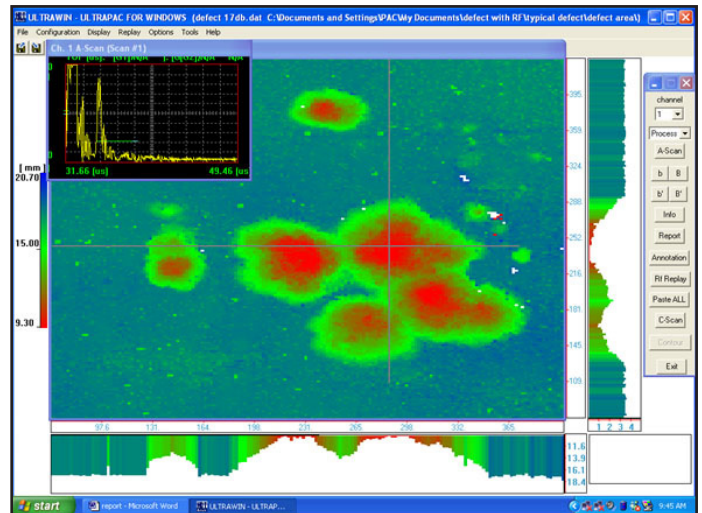 ULTRAWIN - ULTRAPAC FOR WINDOWS (defect 17db.dat C:\Documents and Settings\PAC\My Documents\defect with RF\typical defect\defect area\)
File Configuration Display Replay Options Tools Help
Ch. 1 A-Scan (Scan #1)
31.66 [us] 49.46 [us]
[ mm ]
20.70
15.00
9.30
395.
359.
324.
288.
252.
216.
181.
145.
109.
97.6 131. 164. 198. 231. 265. 298. 332. 365.
11.6
13.9
16.1
18.4
1 2 3 4
channel
1
Process
A-Scan
b B
b' B'
Info
Report
Annotation
Rf Replay
Paste ALL
C-Scan
Contour
Exit
start report - Microsoft Word ULTRAWIN - ULTRAP... 9:45 AM